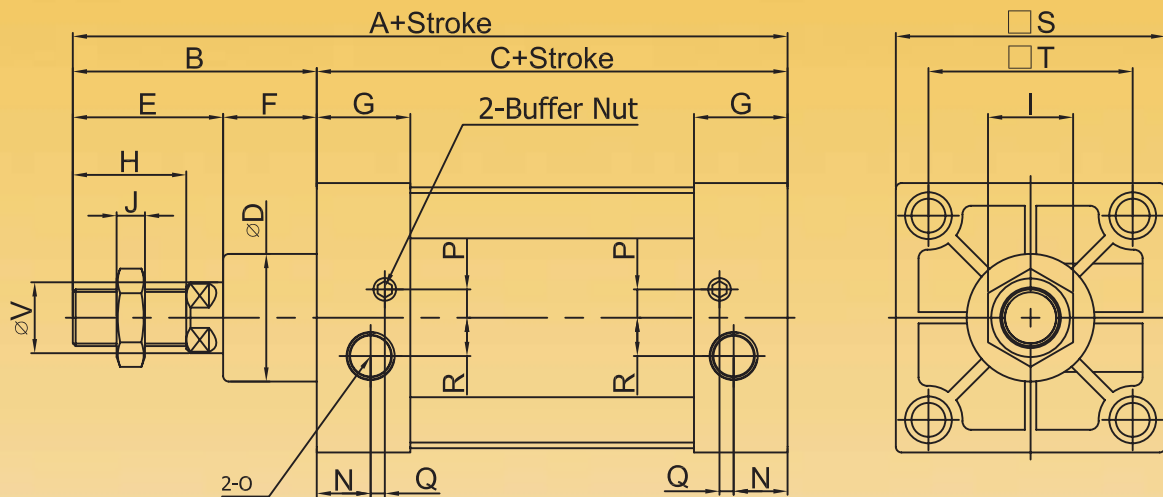 A+Stroke
□ S
B
C+Stroke
□ T
E
F
G
2-Buffer Nut
G
I
H
J
⌀D
P
P
⌀V
R
R
2-O
N
Q
Q
N